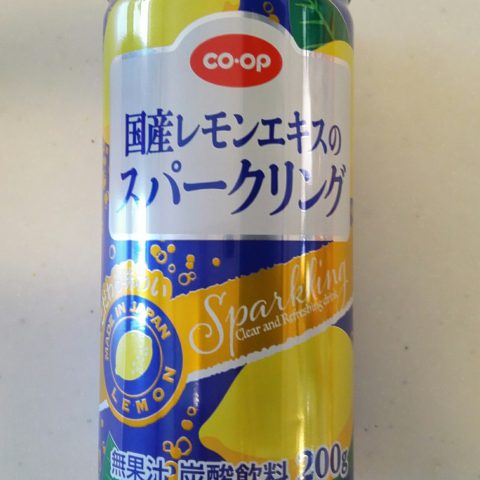 CO·OP
国産レモンエキスの
スパークリング
Sparkling
Clear and Refreshing drink
MADE IN JAPAN
LEMON
無果汁 炭酸飲料 200g